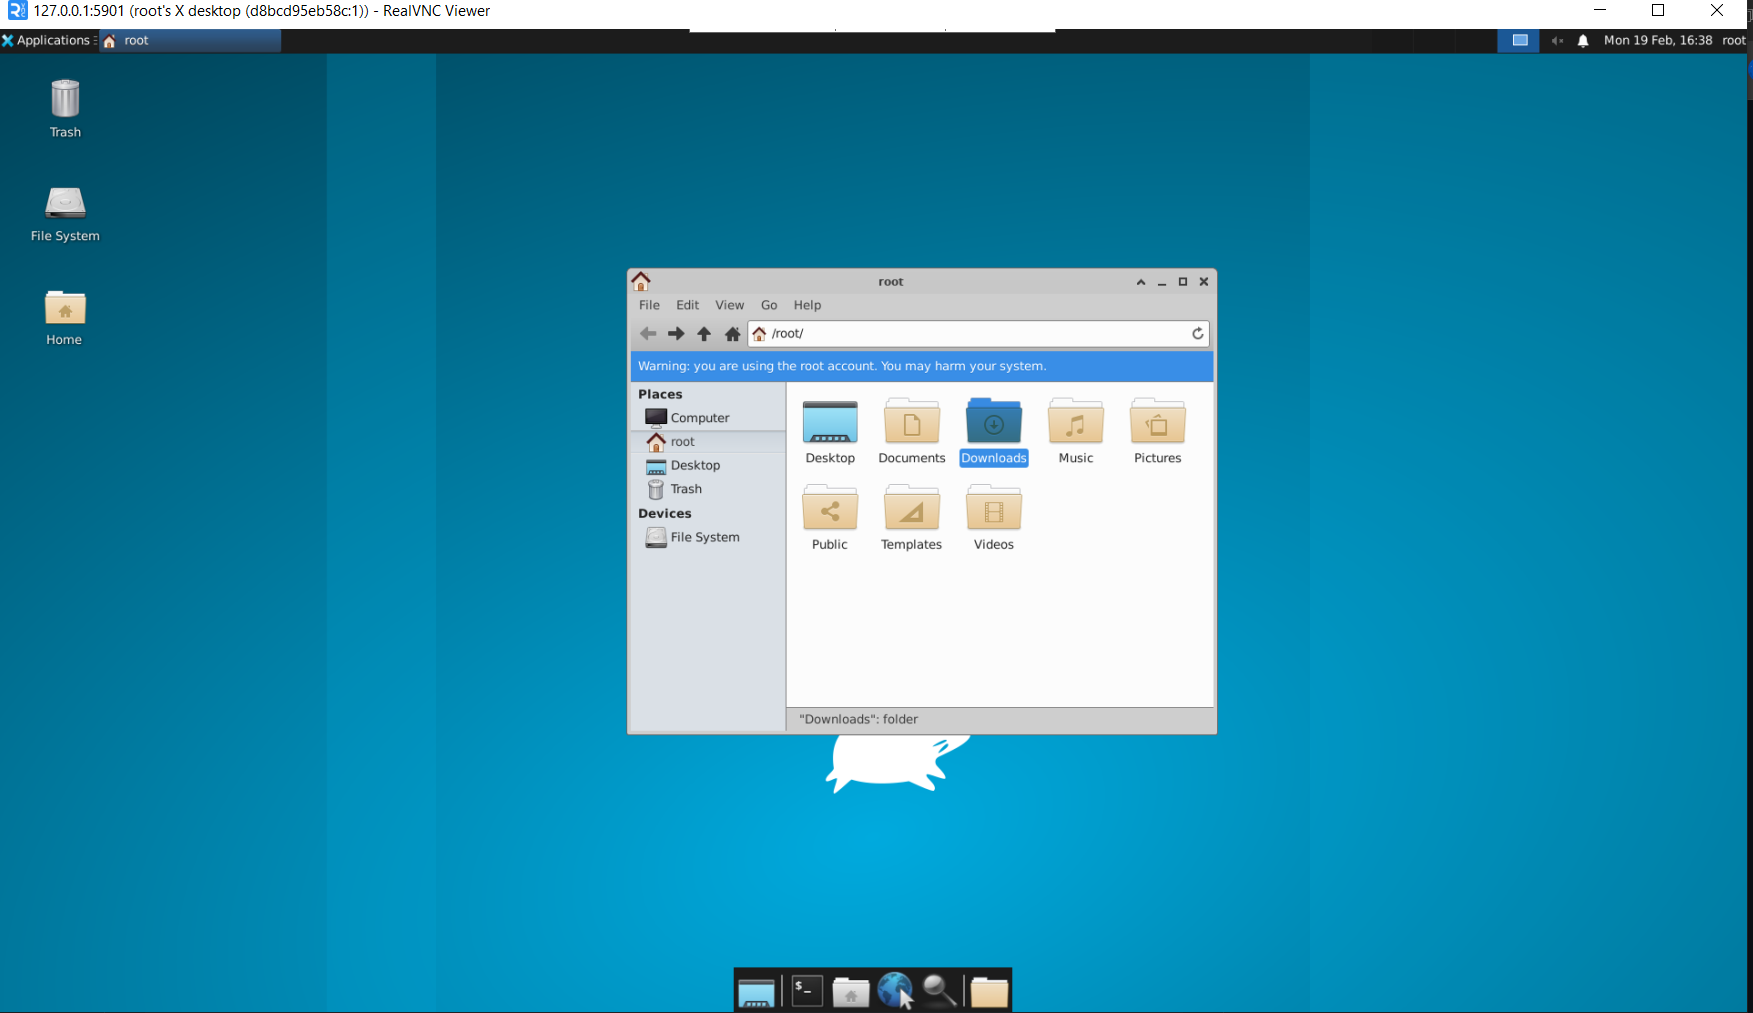 127.0.0.1:5901 (root's X desktop (d8bcd95eb58c:1)) - RealVNC Viewer
Applications root Mon 19 Feb, 16:38 root
Trash
File System
Home
root
File Edit View Go Help
/root/
Warning: you are using the root account. You may harm your system.
Places
Computer
root
Desktop
Trash
Devices
File System
Desktop Documents Downloads Music Pictures
Public Templates Videos
"Downloads": folder
$_